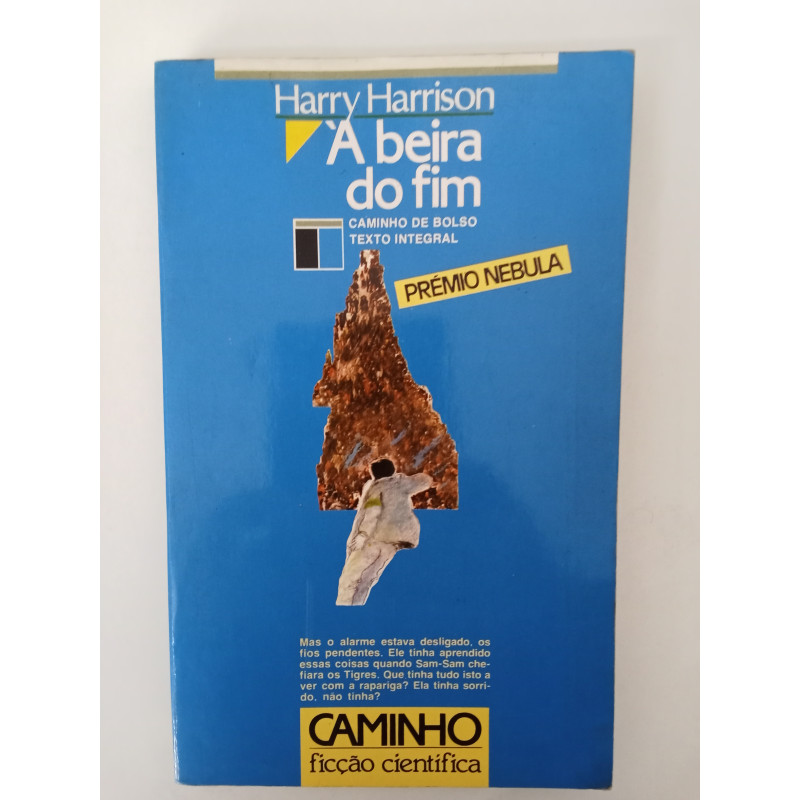 Harry Harrison
À beira
do fim
CAMINHO DE BOLSO
TEXTO INTEGRAL
PRÉMIO NEBULA
Mas o alarme estava desligado, os
fios pendentes. Ele tinha aprendido
essas coisas quando Sam-Sam che-
fiara os Tigres. Que tinha tudo isto a
ver com a rapariga? Ela tinha sorri-
do, não tinha?
CAMINHO
ficção científica